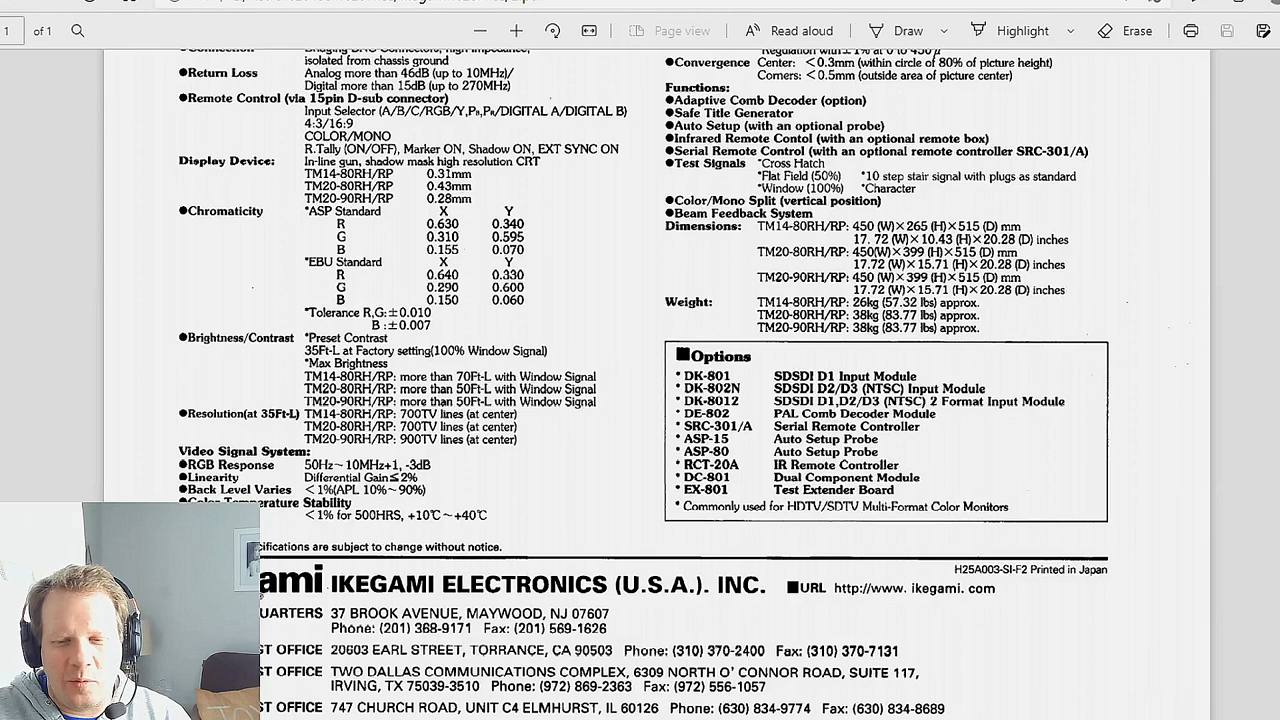 1 of 1 Page view Read aloud Draw Highlight Erase
isolated from chassis ground
●Return Loss Analog more than 46dB (up to 10MHz)/
Digital more than 15dB (up to 270MHz)
●Remote Control (via 15pin D-sub connector)
Input Selector (A/B/C/RGB/Y,PB,PR/DIGITAL A/DIGITAL B)
4:3/16:9
COLOR/MONO
R.Tally (ON/OFF), Marker ON, Shadow ON, EXT SYNC ON
Display Device: In-line gun, shadow mask high resolution CRT
TM14-80RH/RP 0.31mm
TM20-80RH/RP 0.43mm
TM20-90RH/RP 0.28mm
●Chromaticity *ASP Standard X Y
R 0.630 0.340
G 0.310 0.595
B 0.155 0.070
*EBU Standard X Y
R 0.640 0.330
G 0.290 0.600
B 0.150 0.060
*Tolerance R,G:±0.010
B :±0.007
●Brightness/Contrast *Preset Contrast
35Ft-L at Factory setting(100% Window Signal)
*Max Brightness
TM14-80RH/RP: more than 70Ft-L with Window Signal
TM20-80RH/RP: more than 50Ft-L with Window Signal
TM20-90RH/RP: more than 50Ft-L with Window Signal
●Resolution(at 35Ft-L) TM14-80RH/RP: 700TV lines (at center)
TM20-80RH/RP: 700TV lines (at center)
TM20-90RH/RP: 900TV lines (at center)
Video Signal System:
●RGB Response 50Hz~10MHz+1, -3dB
●Linearity Differential Gain≦2%
●Back Level Varies <1%(APL 10%~90%)
●Color Temperature Stability
<1% for 500HRS, +10℃~+40℃
●Convergence Center: <0.3mm (within circle of 80% of picture height)
Corners: <0.5mm (outside area of picture center)
Functions:
●Adaptive Comb Decoder (option)
●Safe Title Generator
●Auto Setup (with an optional probe)
●Infrared Remote Contol (with an optional remote box)
●Serial Remote Control (with an optional remote controller SRC-301/A)
●Test Signals *Cross Hatch
*Flat Field (50%) *10 step stair signal with plugs as standard
*Window (100%) *Character
●Color/Mono Split (vertical position)
●Beam Feedback System
Dimensions: TM14-80RH/RP: 450 (W)×265 (H)×515 (D) mm
17. 72 (W)×10.43 (H)×20.28 (D) inches
TM20-80RH/RP: 450(W)×399 (H)×515 (D) mm
17.72 (W)×15.71 (H)×20.28 (D) inches
TM20-90RH/RP: 450 (W)×399 (H)×515 (D) mm
17.72 (W)×15.71 (H)×20.28 (D) inches
Weight: TM14-80RH/RP: 26kg (57.32 lbs) approx.
TM20-80RH/RP: 38kg (83.77 lbs) approx.
TM20-90RH/RP: 38kg (83.77 lbs) approx.
■Options
* DK-801 SDSDI D1 Input Module
* DK-802N SDSDI D2/D3 (NTSC) Input Module
* DK-8012 SDSDI D1,D2/D3 (NTSC) 2 Format Input Module
* DE-802 PAL Comb Decoder Module
* SRC-301/A Serial Remote Controller
* ASP-15 Auto Setup Probe
* ASP-80 Auto Setup Probe
* RCT-20A IR Remote Controller
* DC-801 Dual Component Module
* EX-801 Test Extender Board
* Commonly used for HDTV/SDTV Multi-Format Color Monitors
cifications are subject to change without notice.
H25A003-SI-F2 Printed in Japan
ami IKEGAMI ELECTRONICS (U.S.A.). INC. ■URL http://www. ikegami. com
UARTERS 37 BROOK AVENUE, MAYWOOD, NJ 07607
Phone: (201) 368-9171 Fax: (201) 569-1626
ST OFFICE 20603 EARL STREET, TORRANCE, CA 90503 Phone: (310) 370-2400 Fax: (310) 370-7131
ST OFFICE TWO DALLAS COMMUNICATIONS COMPLEX, 6309 NORTH O' CONNOR ROAD, SUITE 117,
IRVING, TX 75039-3510 Phone: (972) 869-2363 Fax: (972) 556-1057
ST OFFICE 747 CHURCH ROAD, UNIT C4 ELMHURST, IL 60126 Phone: (630) 834-9774 Fax: (630) 834-8689